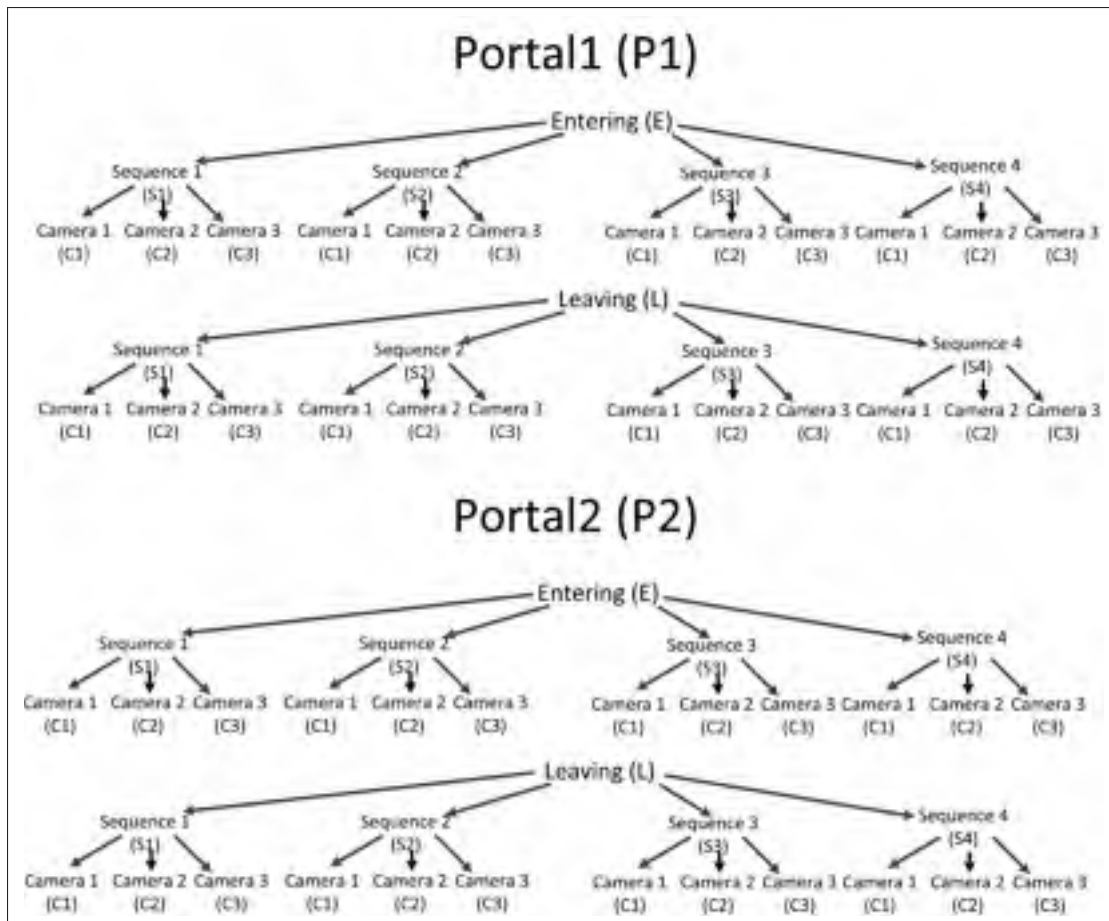 Portal1 (P1)
Entering (E)
Sequence 1 Sequence 2 Sequence 3 Sequence 4
(S1) (S2) (S3) (S4)
Camera 1 Camera 2 Camera 3 Camera 1 Camera 2 Camera 3 Camera 1 Camera 2 Camera 3 Camera 1 Camera 2 Camera 3
(C1) (C2) (C3) (C1) (C2) (C3) (C1) (C2) (C3) (C1) (C2) (C3)
Leaving (L)
Sequence 1 Sequence 2 Sequence 3 Sequence 4
(S1) (S2) (S3) (S4)
Camera 1 Camera 2 Camera 3 Camera 1 Camera 2 Camera 3 Camera 1 Camera 2 Camera 3 Camera 1 Camera 2 Camera 3
(C1) (C2) (C3) (C1) (C2) (C3) (C1) (C2) (C3) (C1) (C2) (C3)
Portal2 (P2)
Entering (E)
Sequence 1 Sequence 2 Sequence 3 Sequence 4
(S1) (S2) (S3) (S4)
Camera 1 Camera 2 Camera 3 Camera 1 Camera 2 Camera 3 Camera 1 Camera 2 Camera 3 Camera 1 Camera 2 Camera 3
(C1) (C2) (C3) (C1) (C2) (C3) (C1) (C2) (C3) (C1) (C2) (C3)
Leaving (L)
Sequence 1 Sequence 2 Sequence 3 Sequence 4
(S1) (S2) (S3) (S4)
Camera 1 Camera 2 Camera 3 Camera 1 Camera 2 Camera 3 Camera 1 Camera 2 Camera 3 Camera 1 Camera 2 Camera 3
(C1) (C2) (C3) (C1) (C2) (C3) (C1) (C2) (C3) (C1) (C2) (C3)